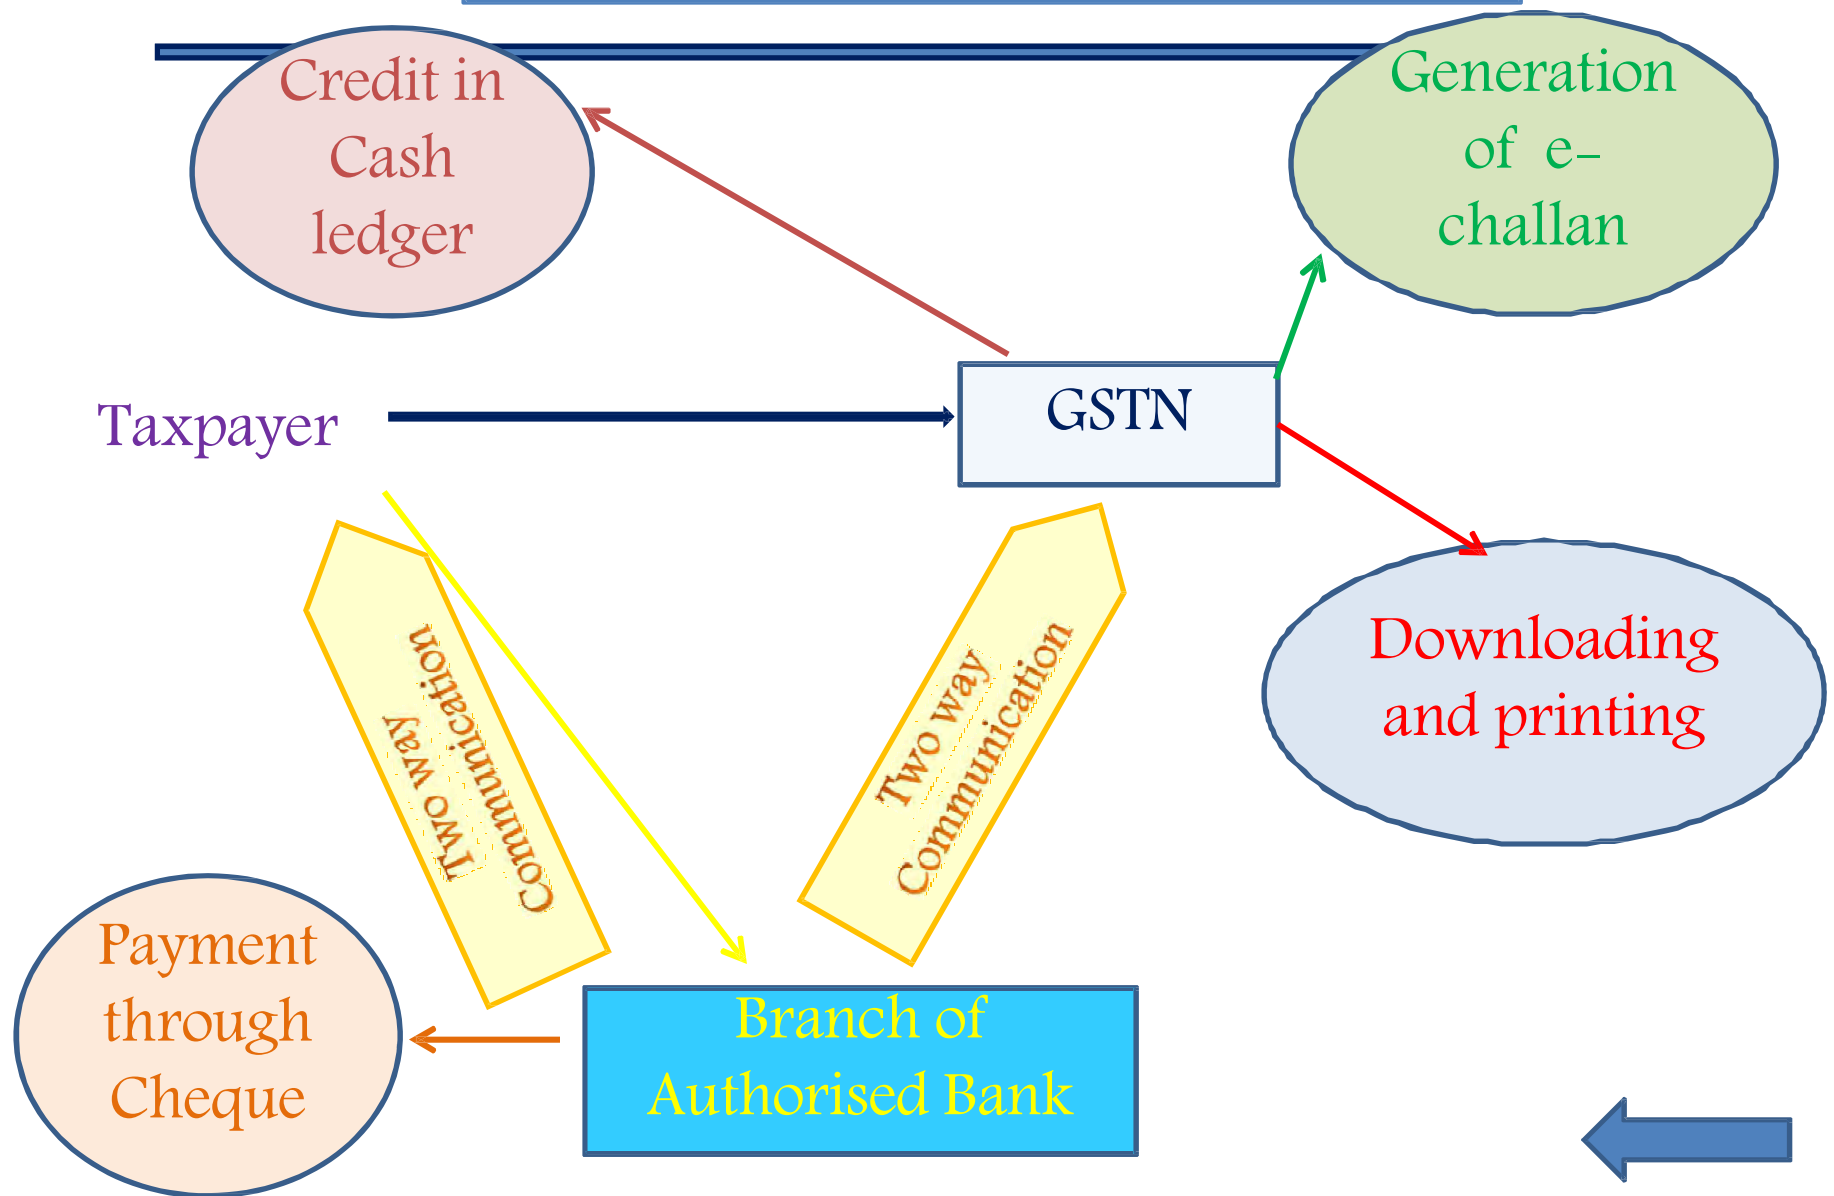 Credit in
Cash
ledger
Generation
of e-
challan
Taxpayer
GSTN
Two way
Communication
Two way
Communication
Downloading
and printing
Payment
through
Cheque
Branch of
Authorised Bank